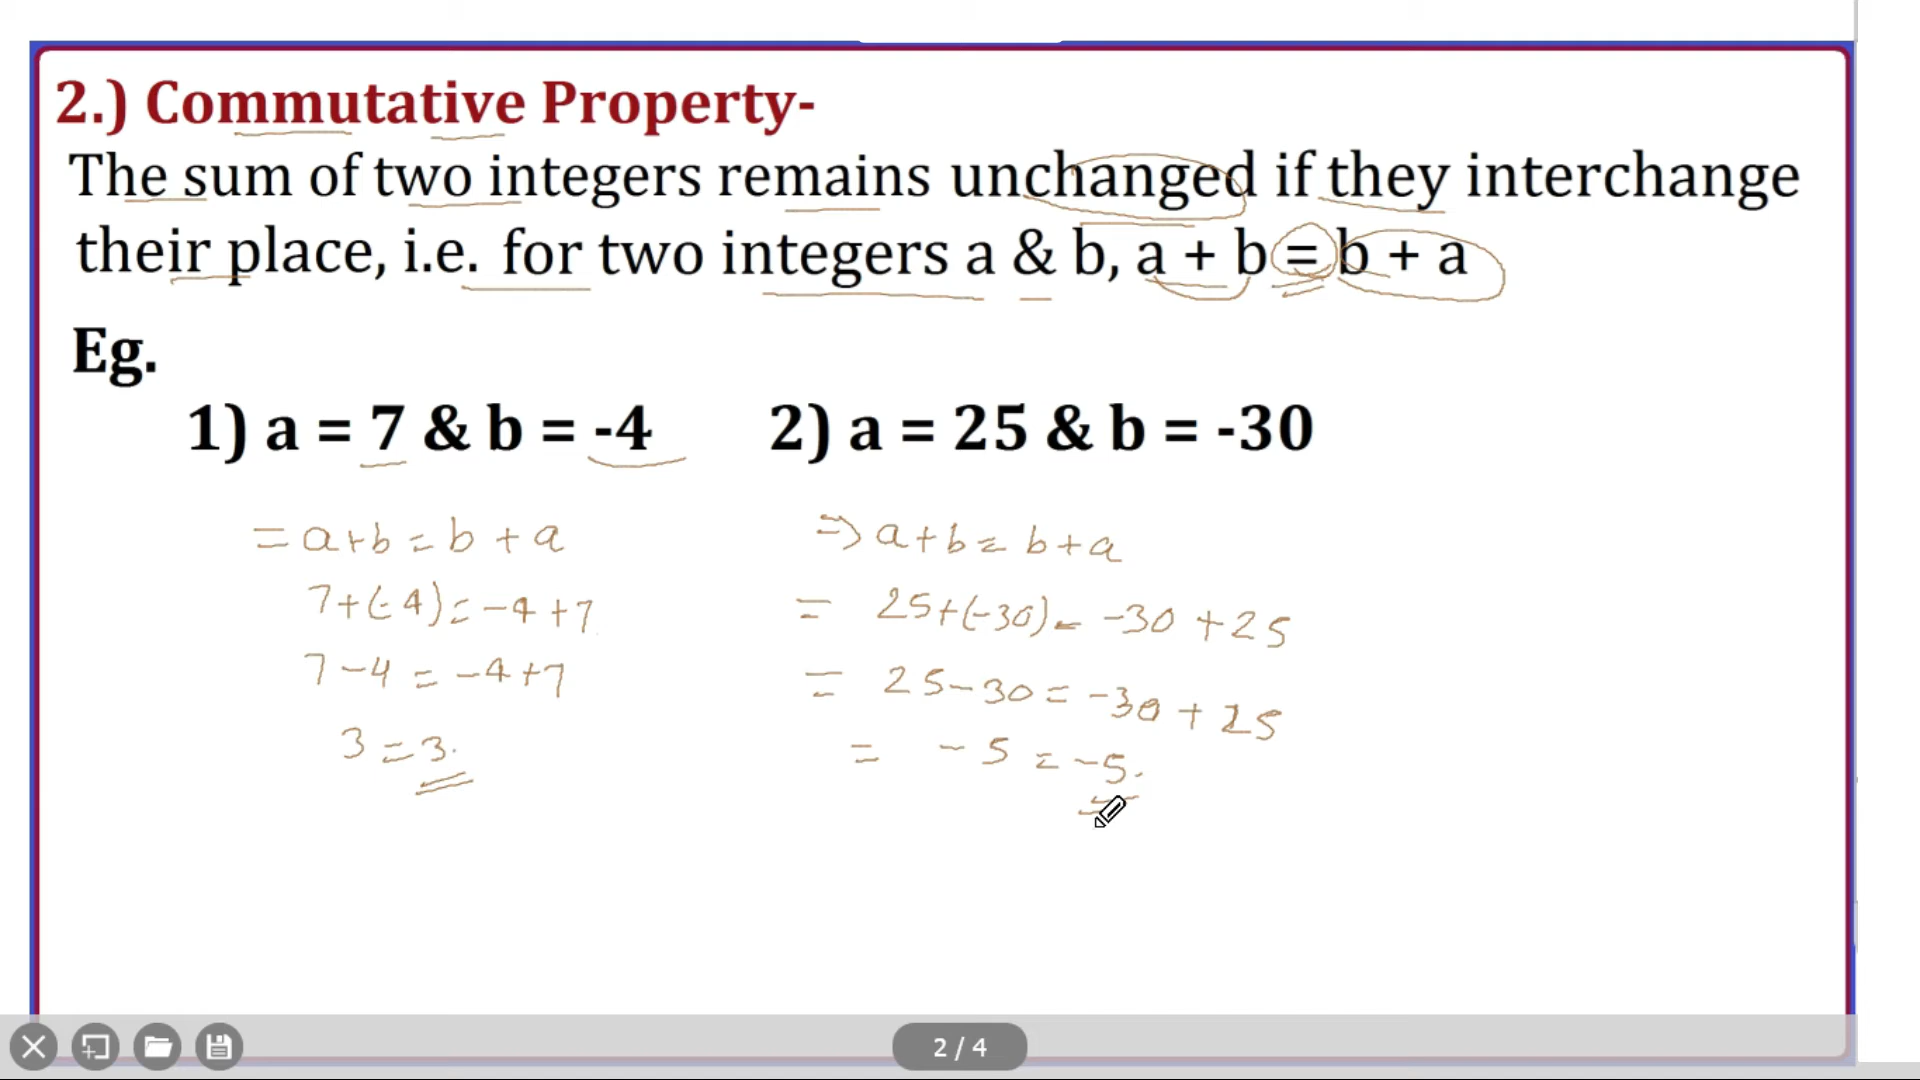 2.) Commutative Property-
The sum of two integers remains unchanged if they interchange
their place, i.e. for two integers a & b, a + b = b + a
Eg.
1) a = 7 & b = -4
2) a = 25 & b = -30
= a+b = b + a
7+(-4) = -4+7
7-4 = -4+7
3 = 3.
=> a+b = b+a
= 25+(-30) = -30 +25
= 25-30 = -30 + 25
= -5 = -5.
2 / 4